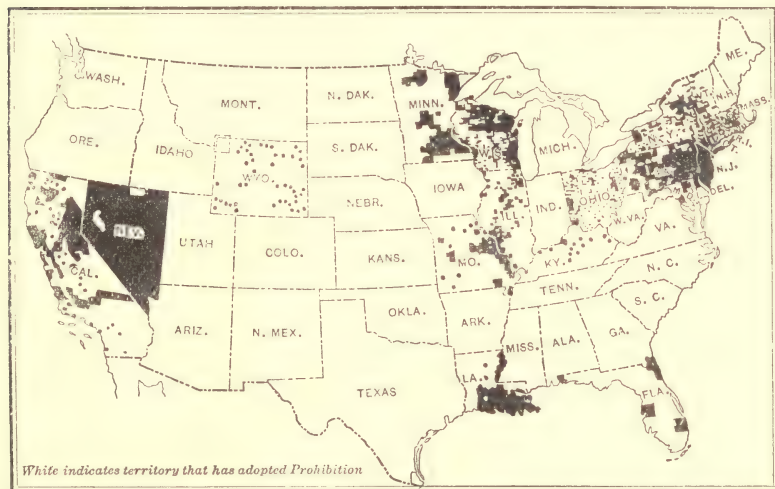 WASH.
MONT.
N. DAK.
MINN.
ME.
ORE.
IDAHO
S. DAK.
WYO.
WIS.
MICH.
N.Y.
N.H.
MASS.
R.I.
N.J.
DEL.
IOWA
NEBR.
NEV.
UTAH
COLO.
KANS.
MO.
ILL.
IND.
OHIO
W. VA.
VA.
KY.
CAL.
N. C.
TENN.
S. C.
ARIZ.
N. MEX.
OKLA.
ARK.
MISS.
ALA.
GA.
TEXAS
LA.
FLA.
White indicates territory that has adopted Prohibition